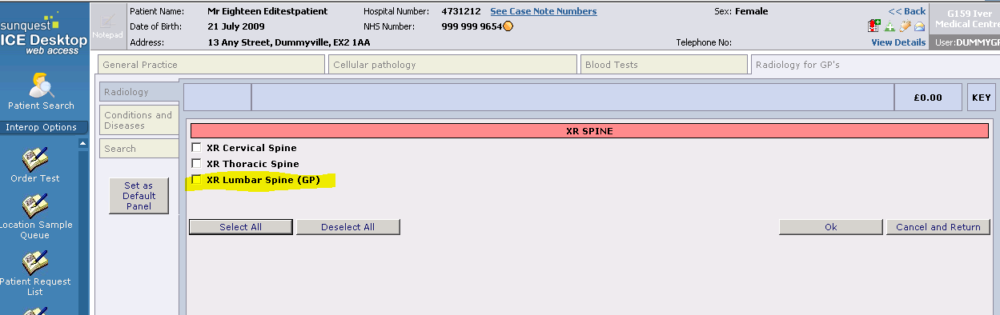 sunquest
ICE Desktop
web access
Notepad
Patient Name: Mr Eighteen Editestpatient Hospital Number: 4731212 See Case Note Numbers Sex: Female << Back
Date of Birth: 21 July 2009 NHS Number: 999 999 9654
Address: 13 Any Street, Dummyville, EX2 1AA Telephone No: View Details
G159 Iver
Medical Centre
User:DUMMYGP
General Practice Cellular pathology Blood Tests Radiology for GP's
Patient Search
Interop Options
Order Test
Location Sample
Queue
Patient Request
List
Radiology
Conditions and
Diseases
Search
Set as
Default
Panel
£0.00 KEY
XR SPINE
XR Cervical Spine
XR Thoracic Spine
XR Lumbar Spine (GP)
Select All Deselect All Ok Cancel and Return